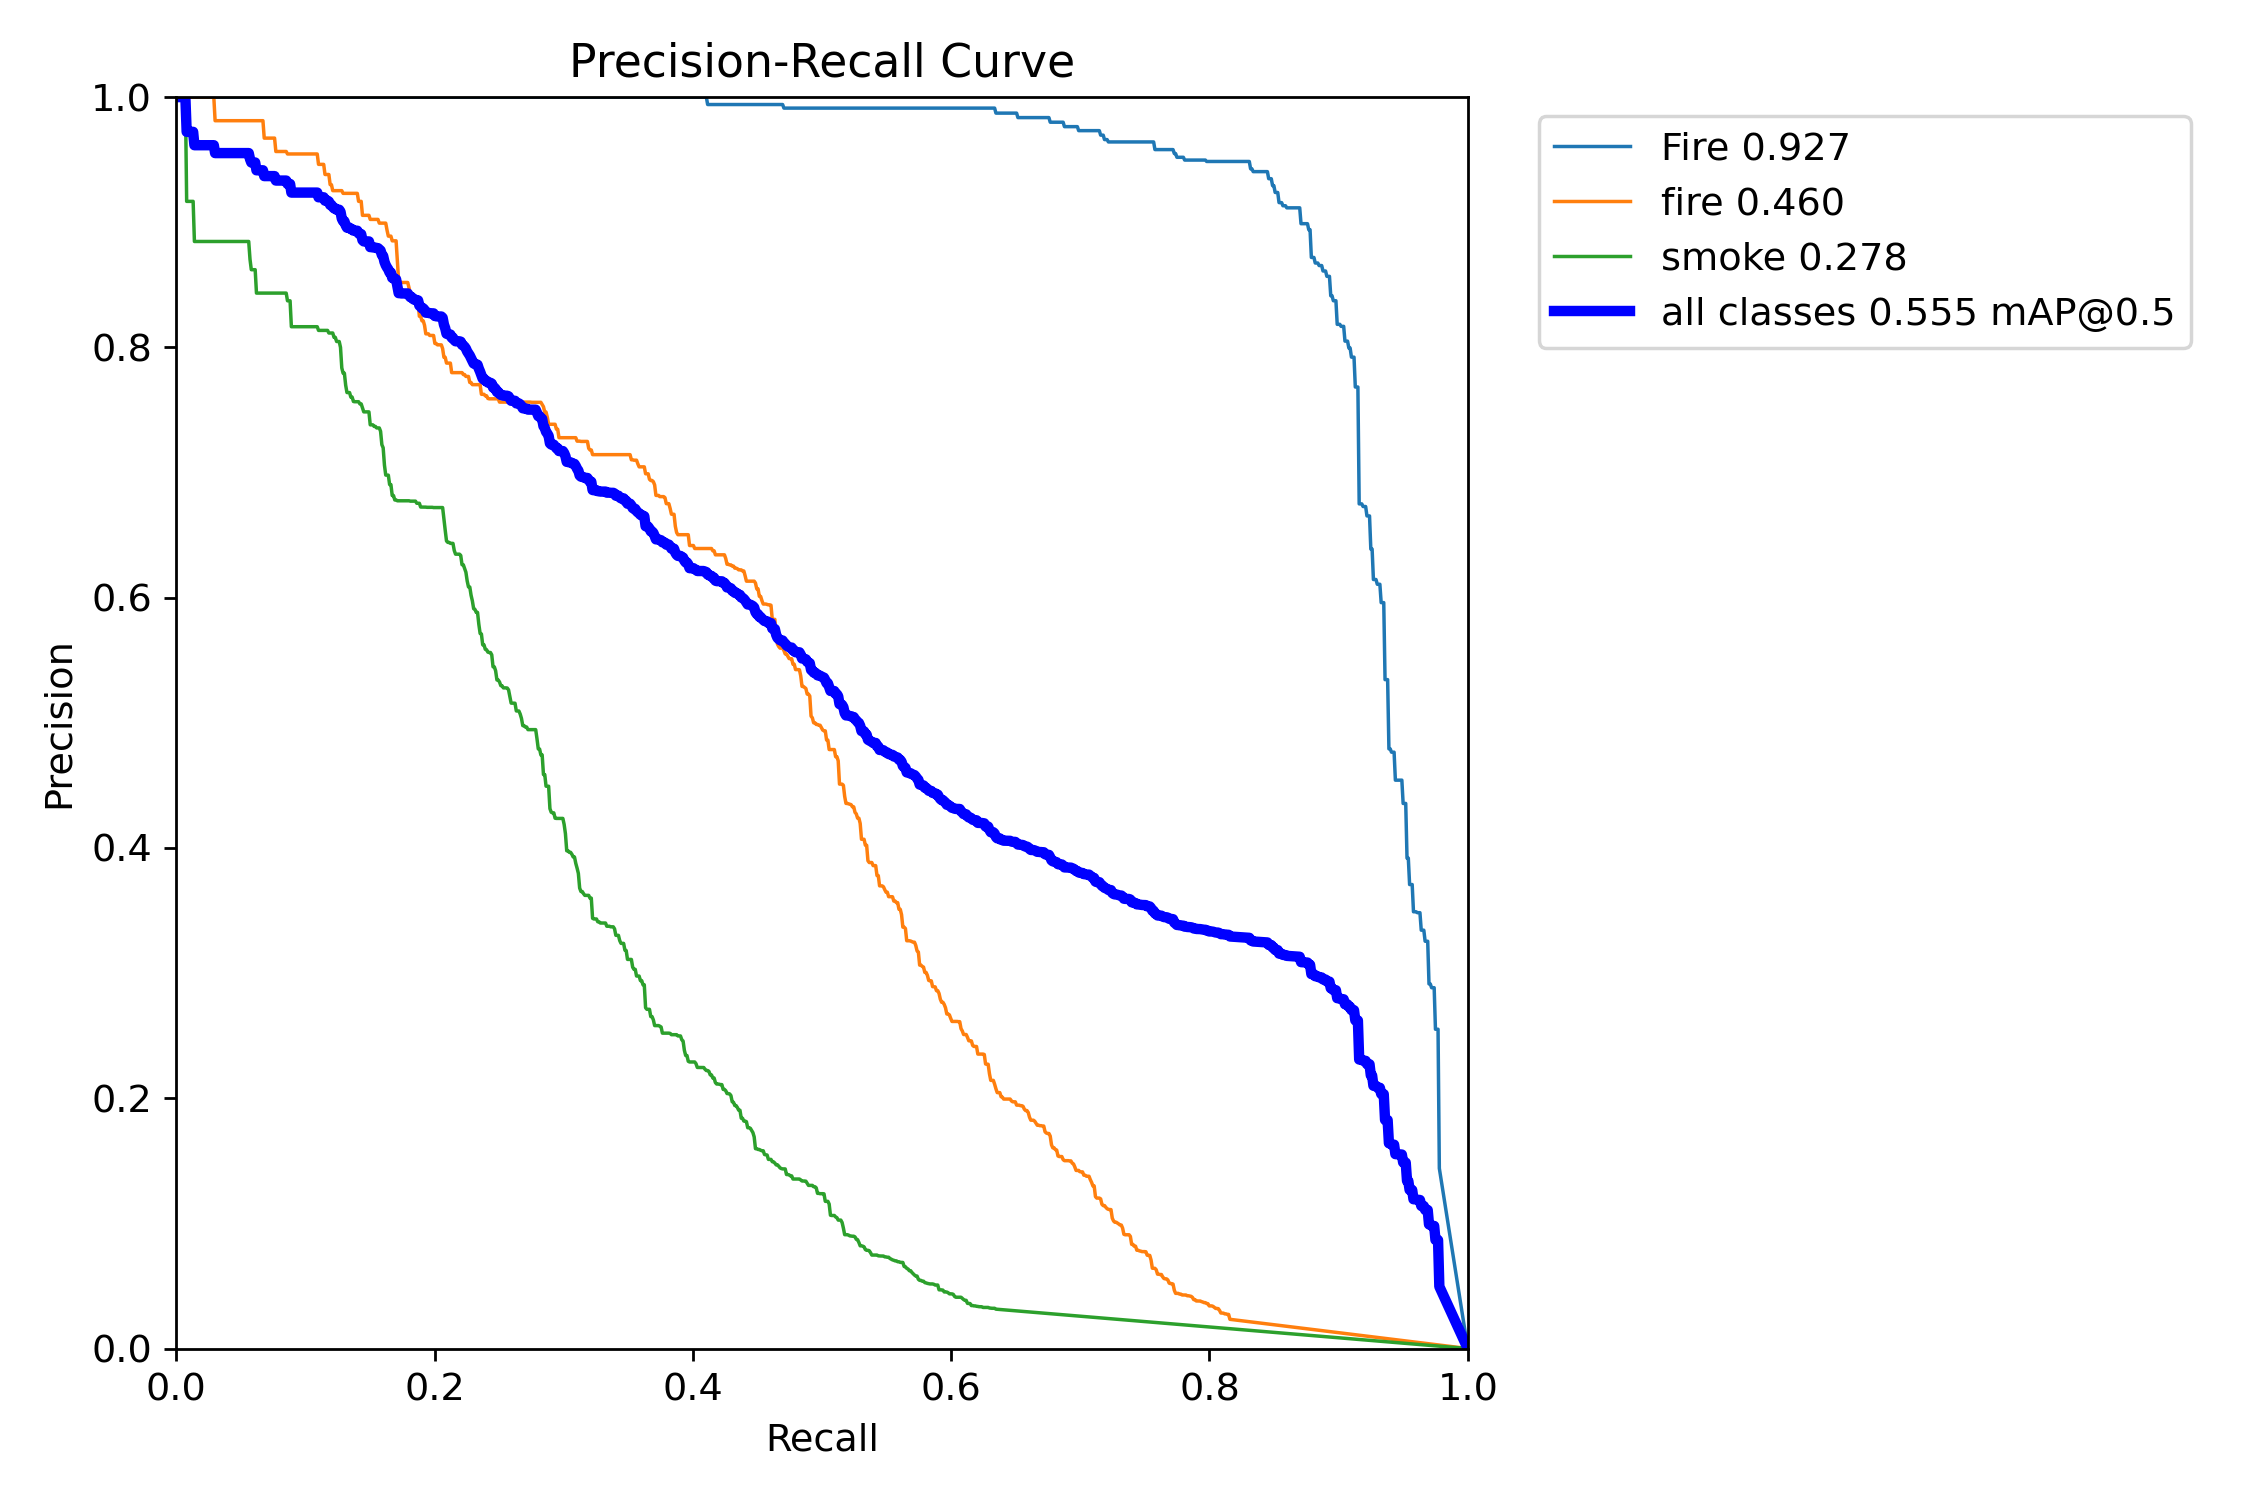 Precision-Recall Curve
1.0
0.8
0.6
0.4
0.2
0.0
Precision
0.0 0.2 0.4 0.6 0.8 1.0
Recall
Fire 0.927
fire 0.460
smoke 0.278
all classes 0.555 mAP@0.5